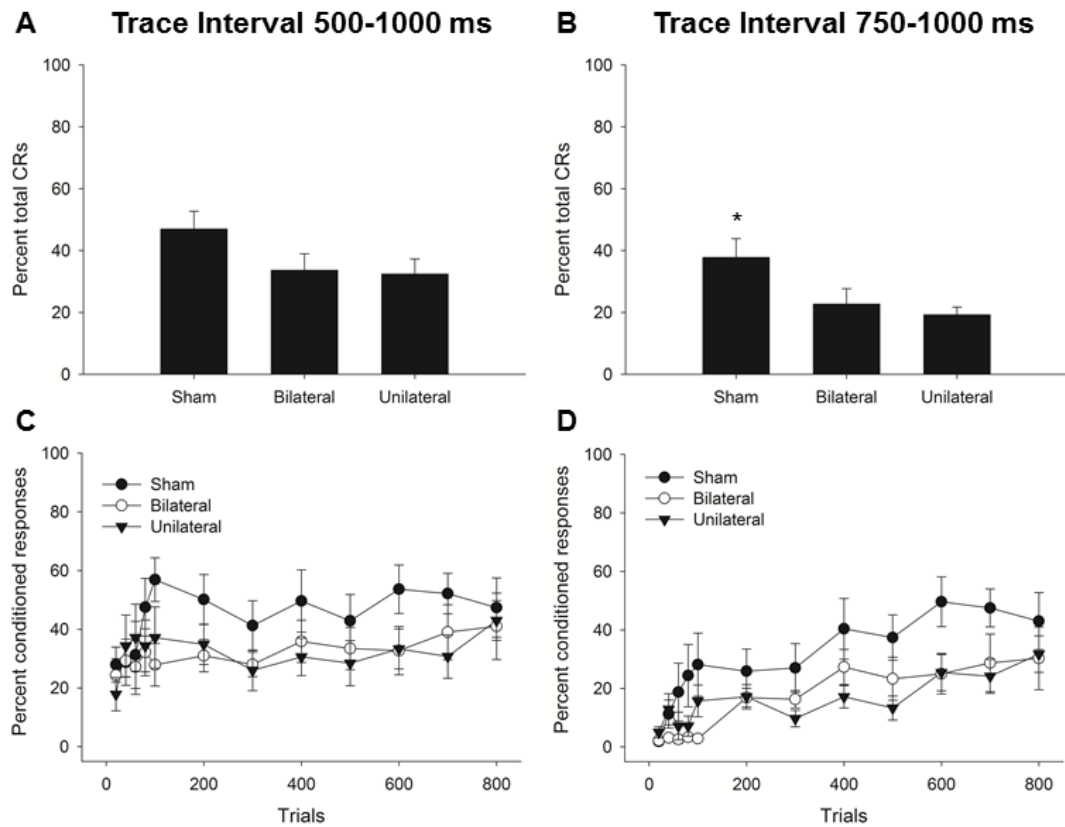 A Trace Interval 500-1000 ms
Percent total CRs
100
80
60
40
20
0
Sham Bilateral Unilateral
B Trace Interval 750-1000 ms
Percent total CRs
100
80
60
40
20
0
*
Sham Bilateral Unilateral
C
Percent conditioned responses
100
80
60
40
20
0
Sham
Bilateral
Unilateral
0 200 400 600 800
Trials
D
Percent conditioned responses
100
80
60
40
20
0
Sham
Bilateral
Unilateral
0 200 400 600 800
Trials